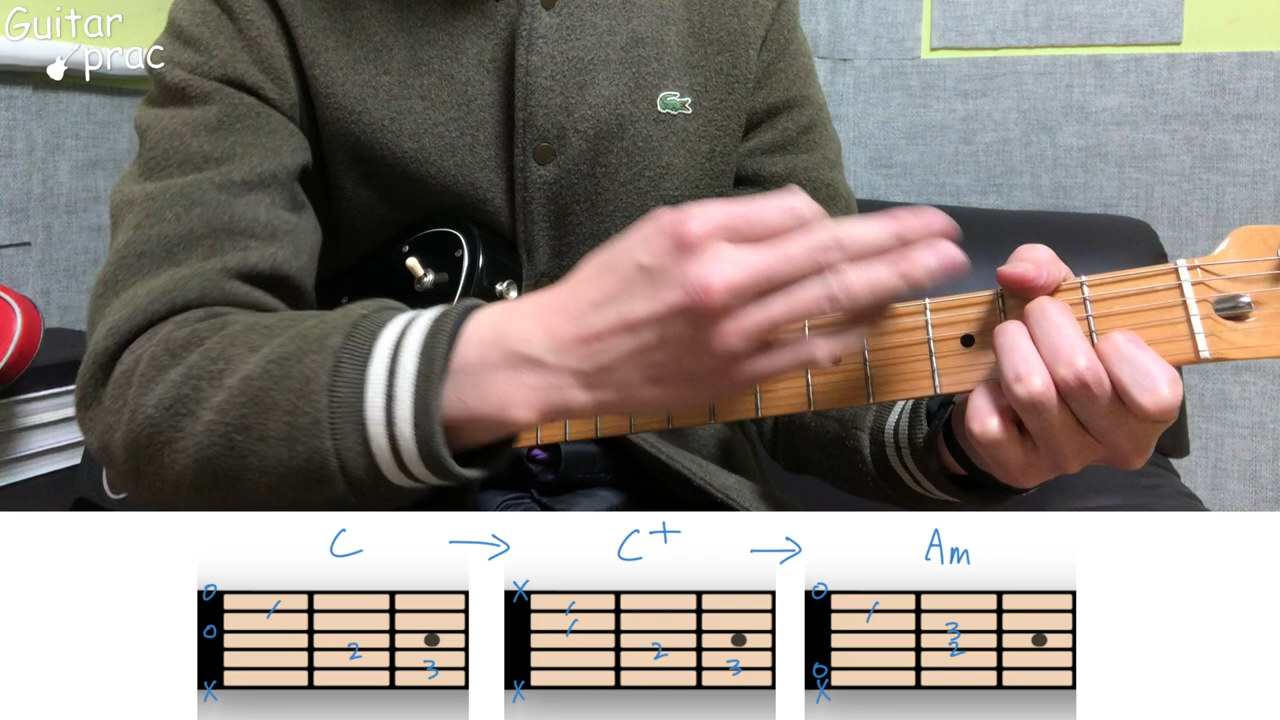 Guitar
prac
C → C+ → Am
O X O
1 1 1
O 1 3
2 2 2
3 3 O
X X X